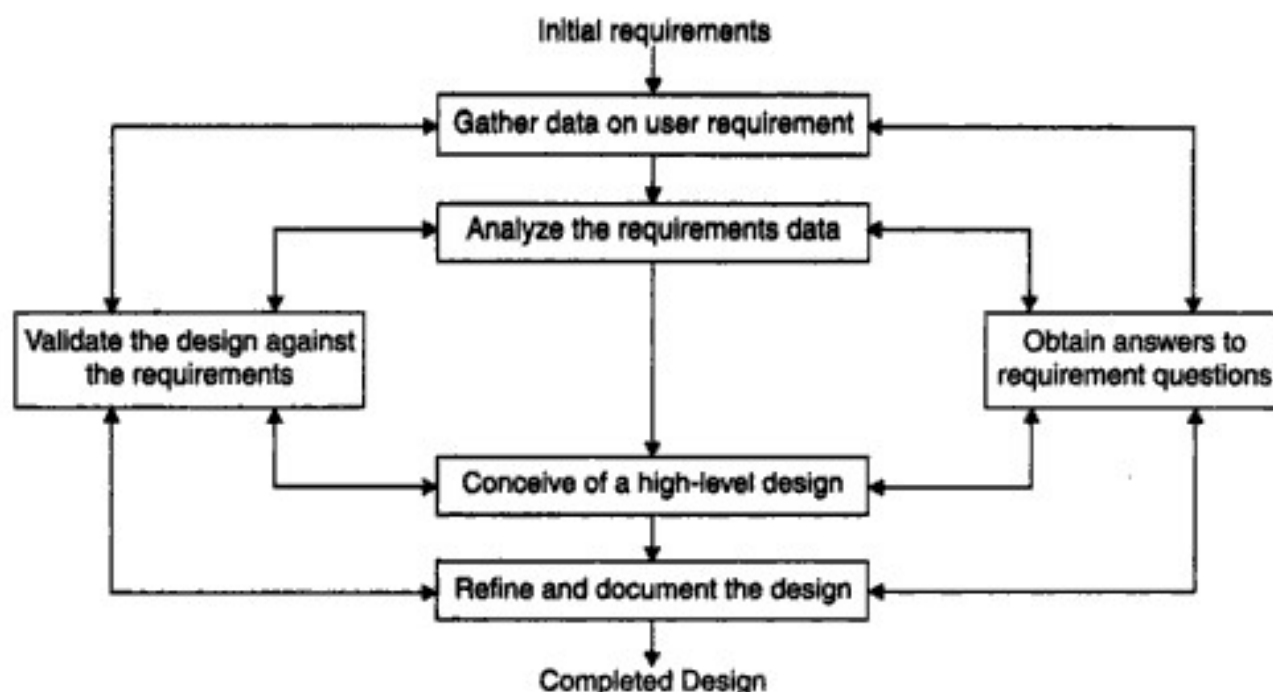 Initial requirements
Gather data on user requirement
Analyze the requirements data
Validate the design against
the requirements
Obtain answers to
requirement questions
Conceive of a high-level design
Refine and document the design
Completed Design